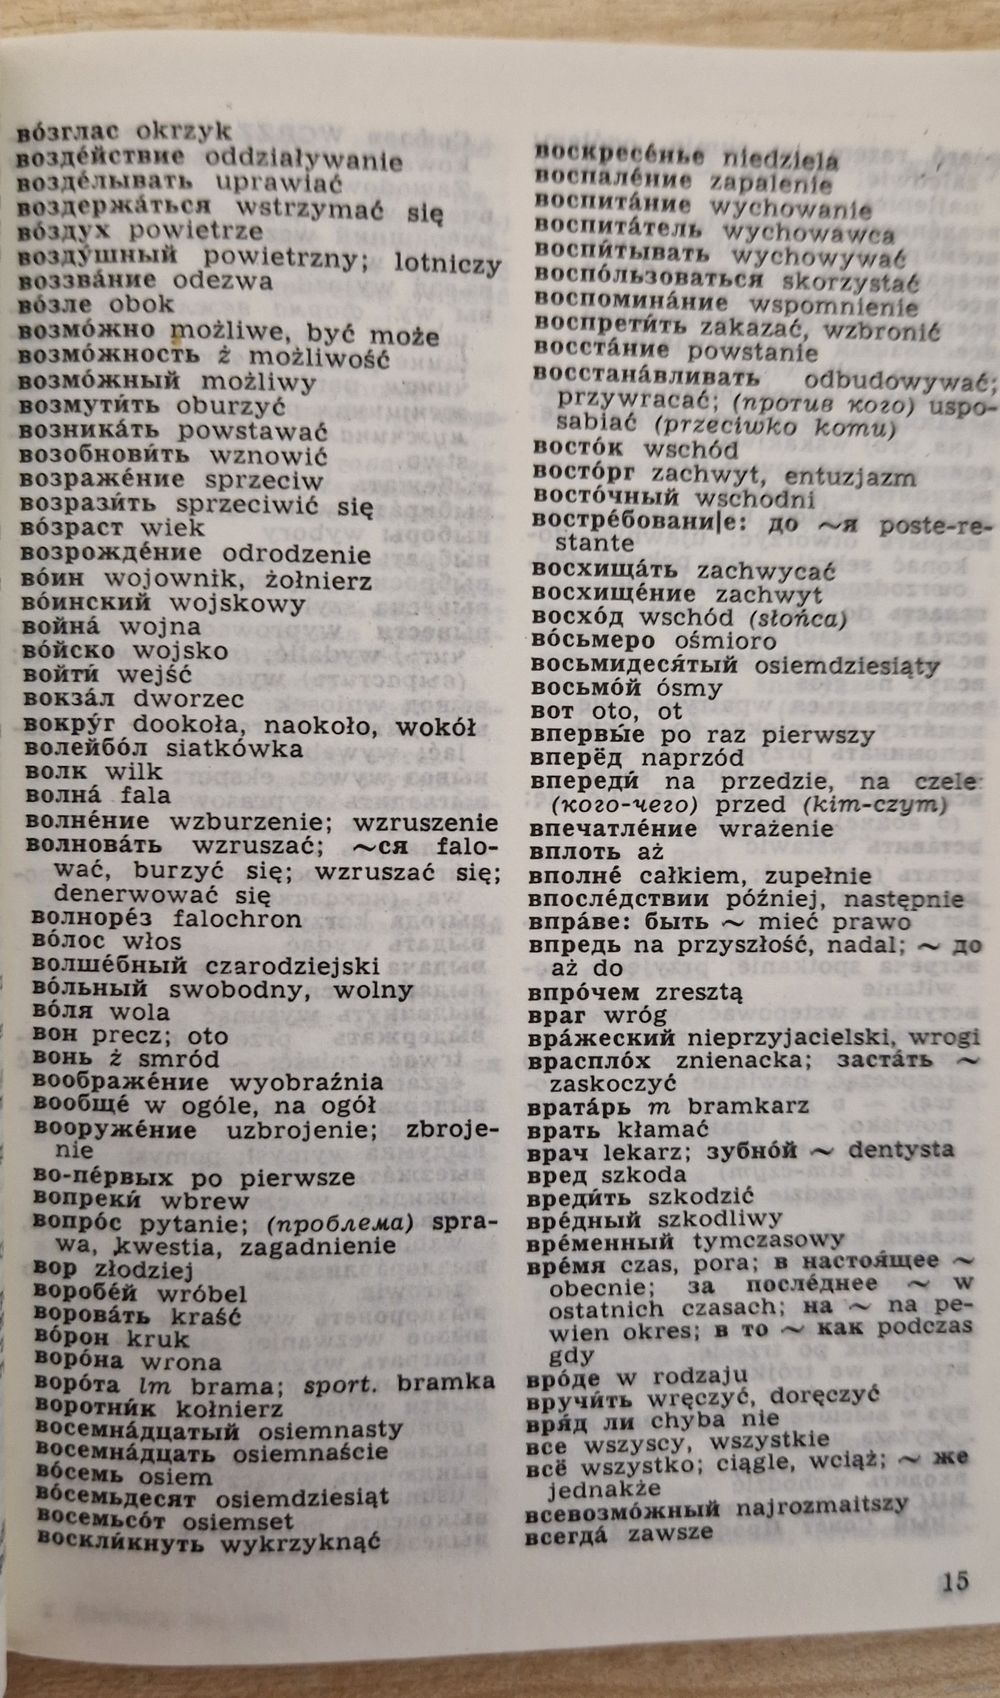 во́зглас okrzyk
возде́йствие oddziaływanie
возде́лывать uprawiać
воздержа́ться wstrzymać się
во́здух powietrze
возду́шный powietrzny; lotniczy
воззва́ние odezwa
во́зле obok
возмо́жно możliwe, być może
возмо́жность ż możliwość
возмо́жный możliwy
возмути́ть oburzyć
возника́ть powstawać
возобнови́ть wznowić
возраже́ние sprzeciw
возрази́ть sprzeciwić się
во́зраст wiek
возрожде́ние odrodzenie
во́ин wojownik, żołnierz
во́инский wojskowy
война́ wojna
во́йско wojsko
войти́ wejść
вокза́л dworzec
вокру́г dookoła, naokoło, wokół
волейбо́л siatkówka
волк wilk
волна́ fala
волне́ние wzburzenie; wzruszenie
волнова́ть wzruszać; ~ся falo-
wać, burzyć się; wzruszać się;
denerwować się
волноре́з falochron
во́лос włos
волше́бный czarodziejski
во́льный swobodny, wolny
во́ля wola
вон precz; oto
вонь ż smród
воображе́ние wyobraźnia
вообще́ w ogóle, na ogół
вооруже́ние uzbrojenie; zbroje-
nie
во-пе́рвых po pierwsze
вопреки́ wbrew
вопро́с pytanie; (проблема) spra-
wa, kwestia, zagadnienie
вор złodziej
воробе́й wróbel
ворова́ть kraść
во́рон kruk
воро́на wrona
воро́та lm brama; sport. bramka
воротни́к kołnierz
восемна́дцатый osiemnasty
восемна́дцать osiemnaście
во́семь osiem
во́семьдесят osiemdziesiąt
восемьсо́т osiemset
воскли́кнуть wykrzyknąć
воскресе́нье niedziela
воспале́ние zapalenie
воспита́ние wychowanie
воспита́тель wychowawca
воспи́тывать wychowywać
воспо́льзоваться skorzystać
воспомина́ние wspomnienie
воспрети́ть zakazać, wzbronić
восста́ние powstanie
восстана́вливать odbudowywać;
przywracać; (против кого) uspo-
sabiać (przeciwko komu)
восто́к wschód
восто́рг zachwyt, entuzjazm
восто́чный wschodni
востре́бовани|е: до ~я poste-re-
stante
восхища́ть zachwycać
восхище́ние zachwyt
восхо́д wschód (słońca)
во́сьмеро ośmioro
восьмидеся́тый osiemdziesiąty
восьмо́й ósmy
вот oto, ot
впервы́е po raz pierwszy
вперёд naprzód
впереди́ na przedzie, na czele
(кого-чего) przed (kim-czym)
впечатле́ние wrażenie
вплоть aż
вполне́ całkiem, zupełnie
впосле́дствии później, następnie
впра́ве: быть ~ mieć prawo
впредь na przyszłość, nadal; ~ до
aż do
впро́чем zresztą
враг wróg
вра́жеский nieprzyjacielski, wrogi
враспло́х znienacka; заста́ть ~
zaskoczyć
врата́рь m bramkarz
врать kłamać
врач lekarz; зубно́й ~ dentysta
вред szkoda
вреди́ть szkodzić
вре́дный szkodliwy
вре́менный tymczasowy
вре́мя czas, pora; в настоя́щее ~
obecnie; за после́днее ~ w
ostatnich czasach; на ~ na pe-
wien okres; в то ~ как podczas
gdy
вро́де w rodzaju
вручи́ть wręczyć, doręczyć
вря́д ли chyba nie
все wszyscy, wszystkie
всё wszystko; ciągle, wciąż; ~ же
jednakże
всевозмо́жный najrozmaitszy
всегда́ zawsze
15